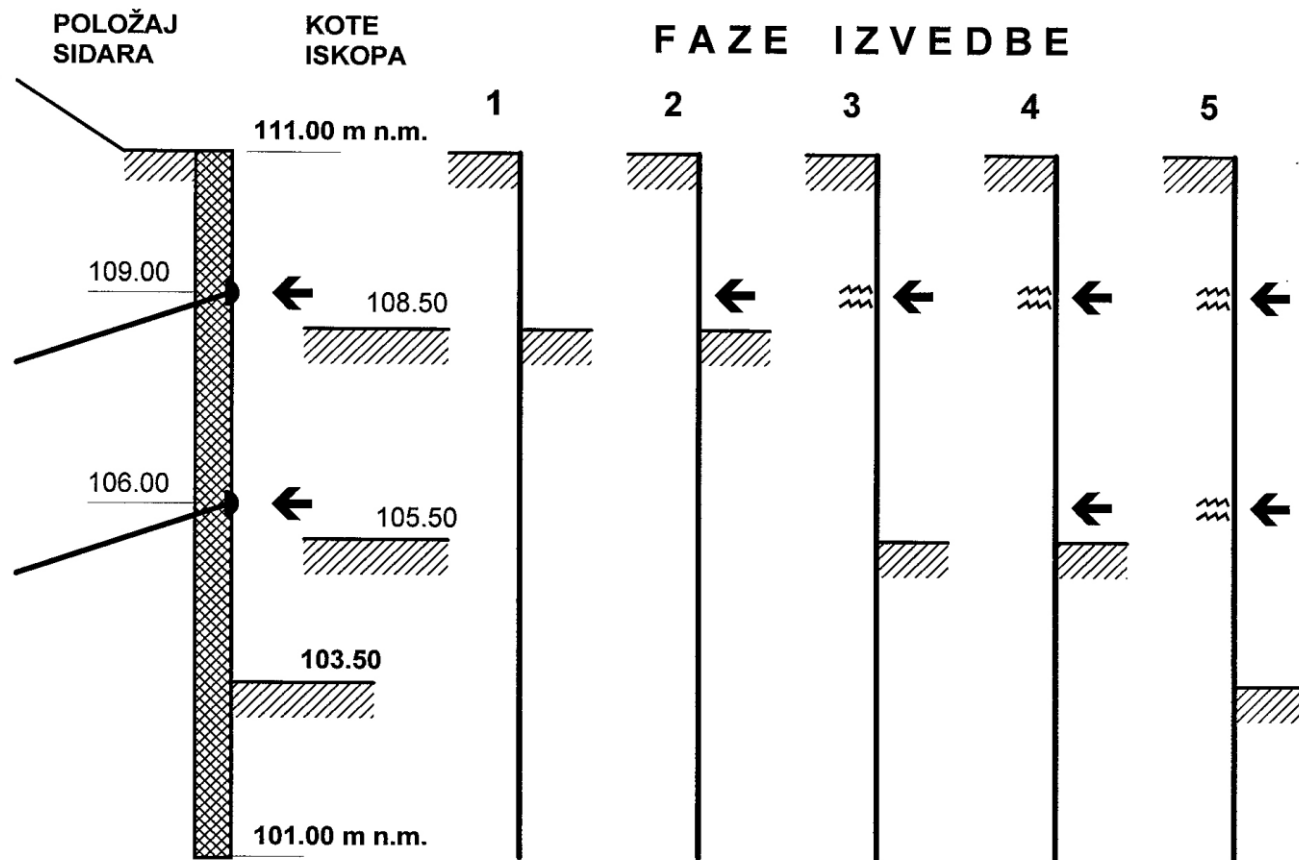 POLOŽAJ
SIDARA
KOTE
ISKOPA
FAZE IZVEDBE
1 2 3 4 5
111.00 m n.m.
109.00
108.50
106.00
105.50
103.50
101.00 m n.m.